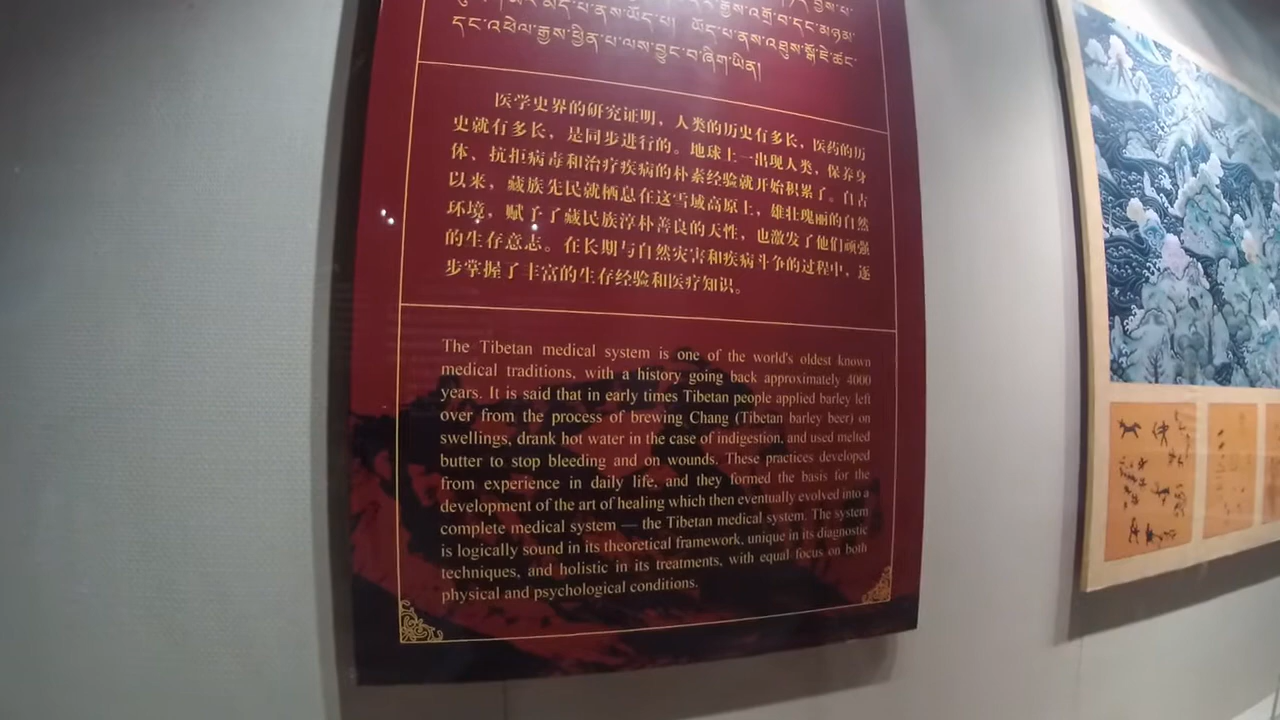 དང་འཕེལ་རྒྱས་ཕྱིན་པ་ལས་བྱུང་བ་ཞིག་ཡིན།
医学史界的研究证明，人类的历史有多长，医药的历
史就有多长，是同步进行的。地球上一出现人类，保养身
体、抗拒病毒和治疗疾病的朴素经验就开始积累了。自古
以来，藏族先民就栖息在这雪域高原上，雄壮瑰丽的自然
环境，赋予了藏民族淳朴善良的天性，也激发了他们顽强
的生存意志。在长期与自然灾害和疾病斗争的过程中，逐
步掌握了丰富的生存经验和医疗知识。
The Tibetan medical system is one of the world's oldest known
medical traditions, with a history going back approximately 4000
years. It is said that in early times Tibetan people applied barley left
over from the process of brewing Chang (Tibetan barley beer) on
swellings, drank hot water in the case of indigestion, and used melted
butter to stop bleeding and on wounds. These practices developed
from experience in daily life, and they formed the basis for the
development of the art of healing which then eventually evolved into a
complete medical system — the Tibetan medical system. The system
is logically sound in its theoretical framework, unique in its diagnostic
techniques, and holistic in its treatments, with equal focus on both
physical and psychological conditions.